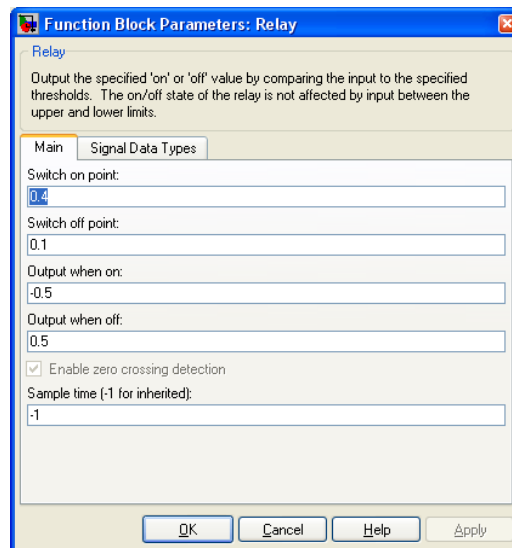 Function Block Parameters: Relay
Relay
Output the specified 'on' or 'off' value by comparing the input to the specified
thresholds. The on/off state of the relay is not affected by input between the
upper and lower limits.
Main Signal Data Types
Switch on point:
0.4
Switch off point:
0.1
Output when on:
-0.5
Output when off:
0.5
Enable zero crossing detection
Sample time (-1 for inherited):
-1
OK Cancel Help Apply